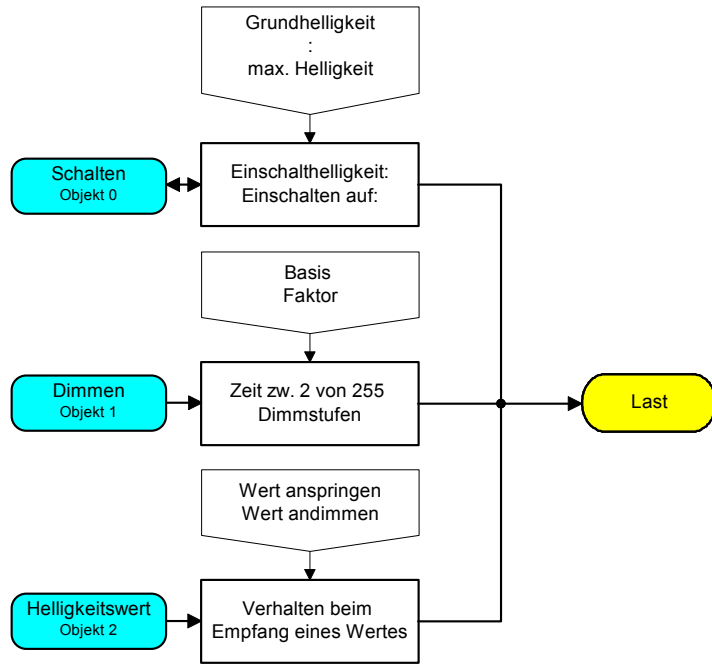 Grundhelligkeit
:
max. Helligkeit
Schalten
Objekt 0
Einschalthelligkeit:
Einschalten auf:
Basis
Faktor
Dimmen
Objekt 1
Zeit zw. 2 von 255
Dimmstufen
Last
Wert anspringen
Wert andimmen
Helligkeitswert
Objekt 2
Verhalten beim
Empfang eines Wertes